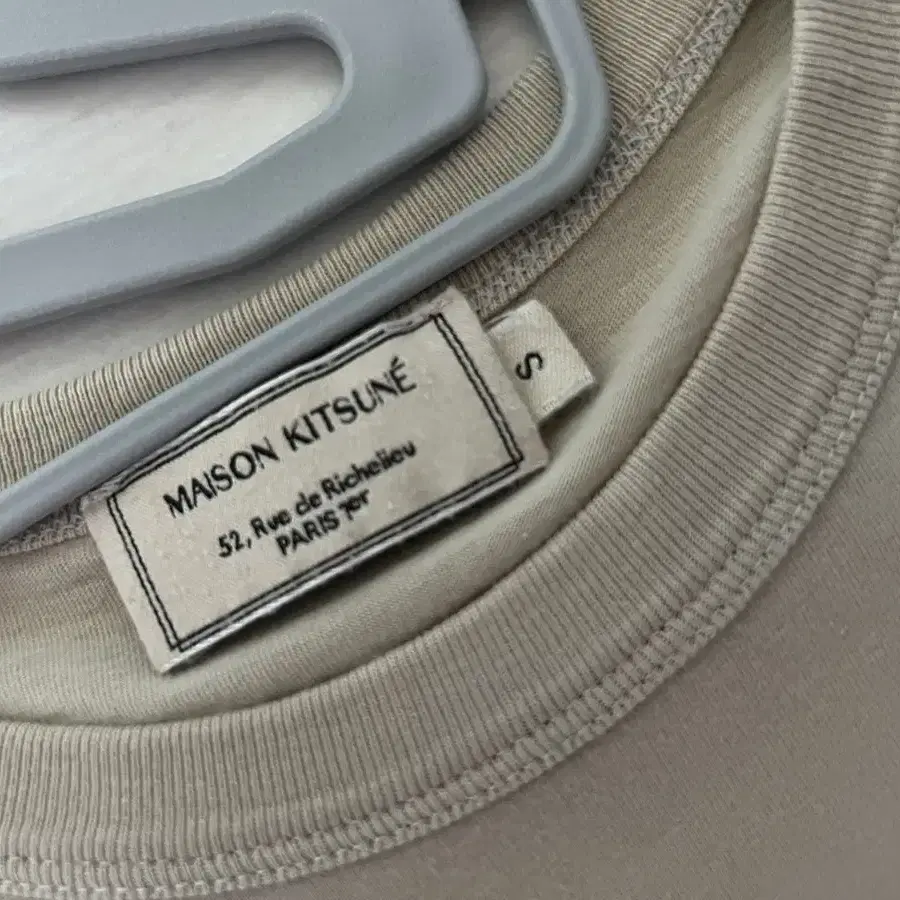 MAISON KITSUNÉ
52, Rue de Richelieu
PARIS 1er
S